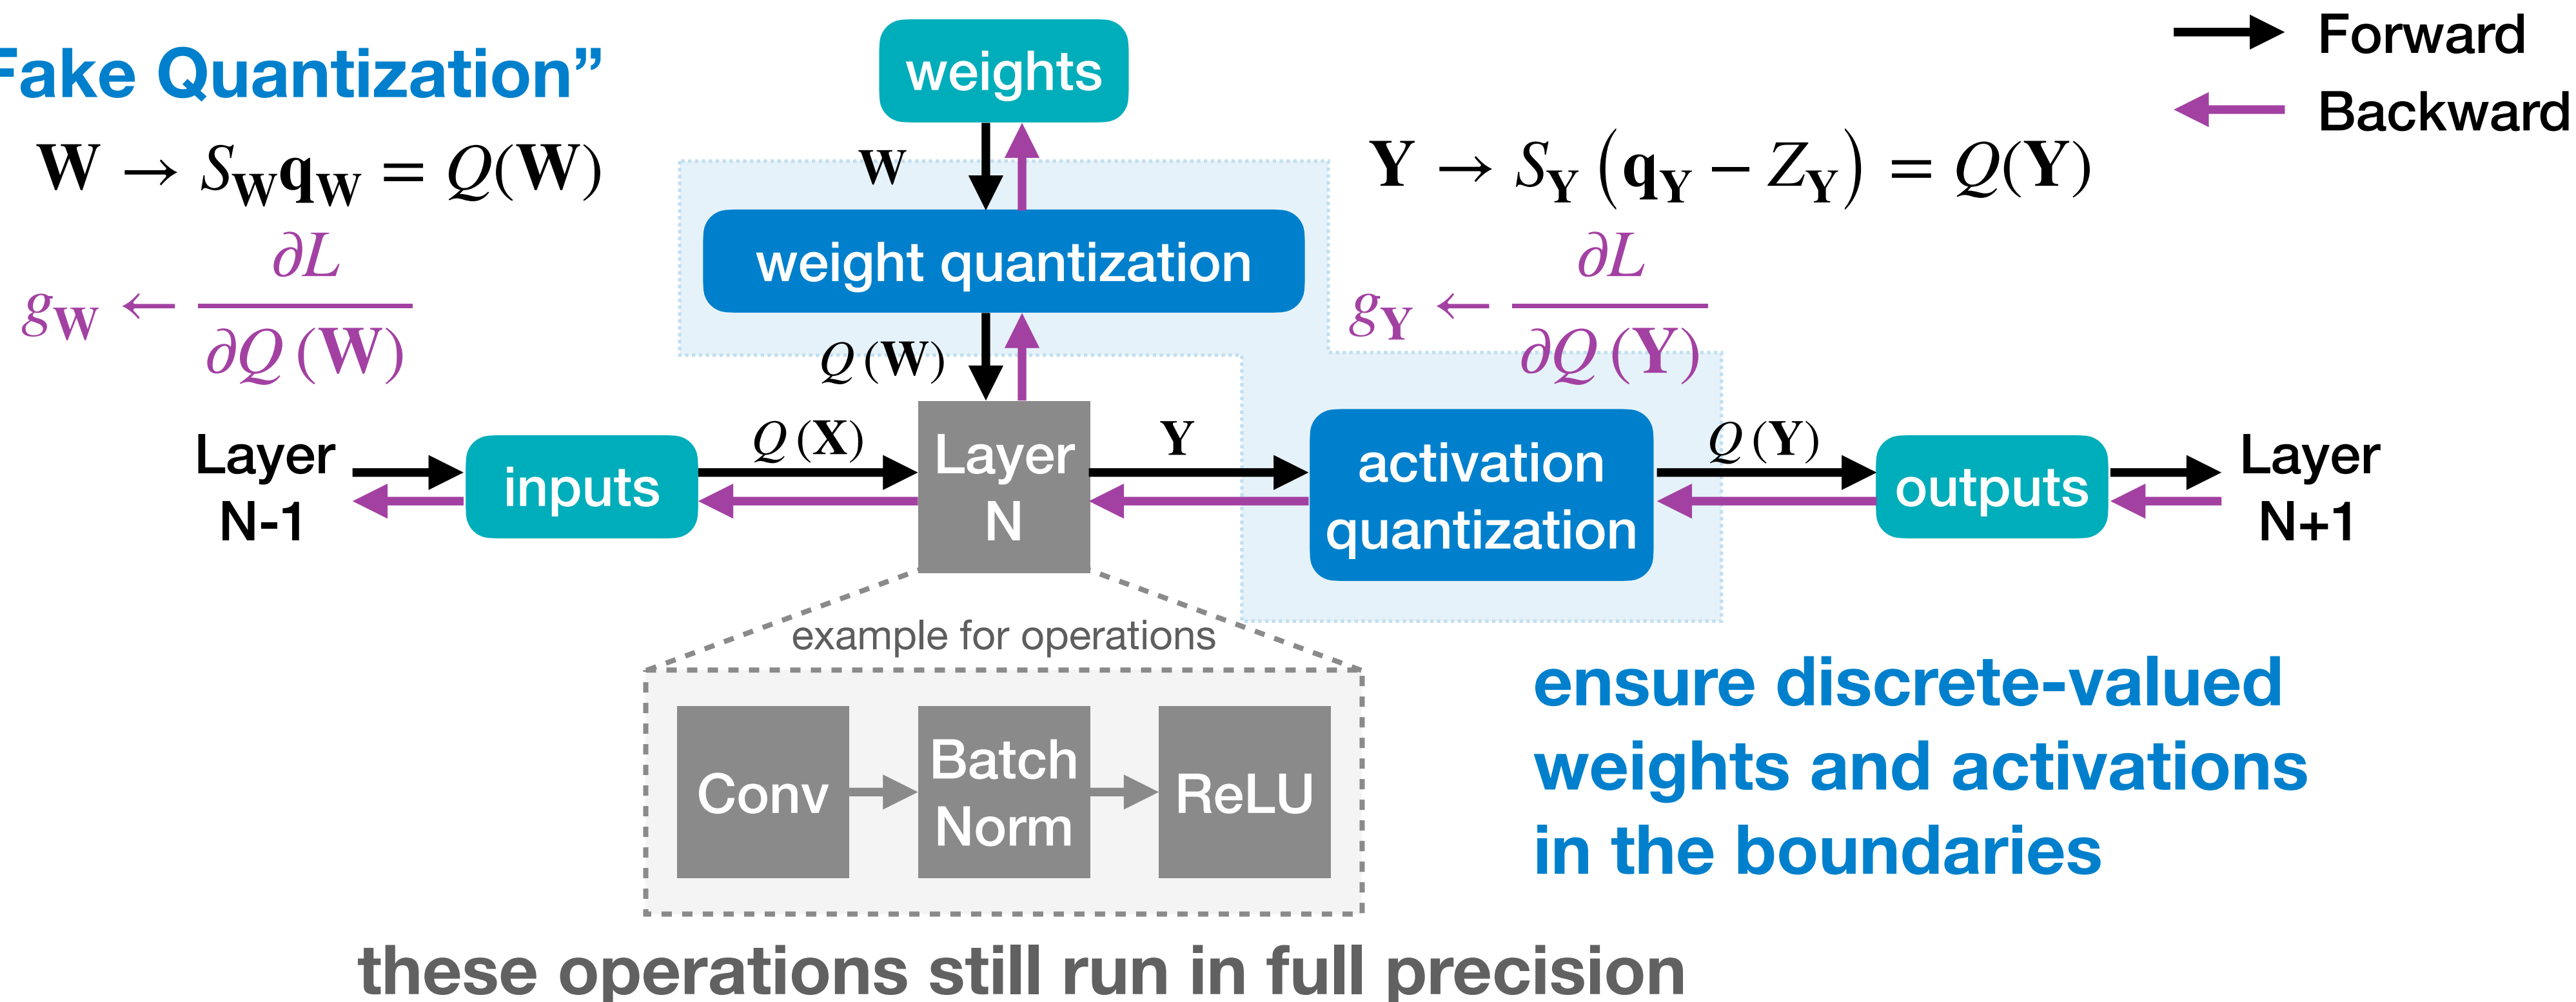 Fake Quantization”
weights
Forward
Backward
W → S_W q_W = Q(W)
W
Y → S_Y (q_Y − Z_Y) = Q(Y)
weight quantization
g_W ← ∂L / ∂Q (W)
g_Y ← ∂L / ∂Q (Y)
Q (W)
Layer
N-1
inputs
Q (X)
Layer
N
Y
activation
quantization
Q (Y)
outputs
Layer
N+1
example for operations
Conv
Batch
Norm
ReLU
ensure discrete-valued
weights and activations
in the boundaries
these operations still run in full precision